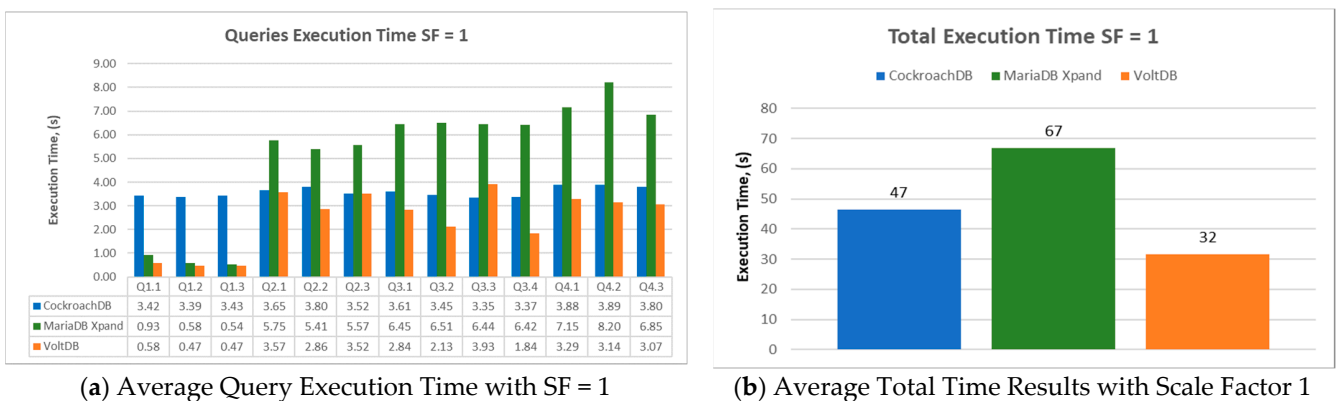 Queries Execution Time SF = 1
Execution Time, (s)
9.00
8.00
7.00
6.00
5.00
4.00
3.00
2.00
1.00
0.00
Q1.1 Q1.2 Q1.3 Q2.1 Q2.2 Q2.3 Q3.1 Q3.2 Q3.3 Q3.4 Q4.1 Q4.2 Q4.3
CockroachDB 3.42 3.39 3.43 3.65 3.80 3.52 3.61 3.45 3.35 3.37 3.88 3.89 3.80
MariaDB Xpand 0.93 0.58 0.54 5.75 5.41 5.57 6.45 6.51 6.44 6.42 7.15 8.20 6.85
VoltDB 0.58 0.47 0.47 3.57 2.86 3.52 2.84 2.13 3.93 1.84 3.29 3.14 3.07
(a) Average Query Execution Time with SF = 1
Total Execution Time SF = 1
CockroachDB MariaDB Xpand VoltDB
Execution Time, (s)
80
70
60
50
40
30
20
10
0
47
67
32
(b) Average Total Time Results with Scale Factor 1